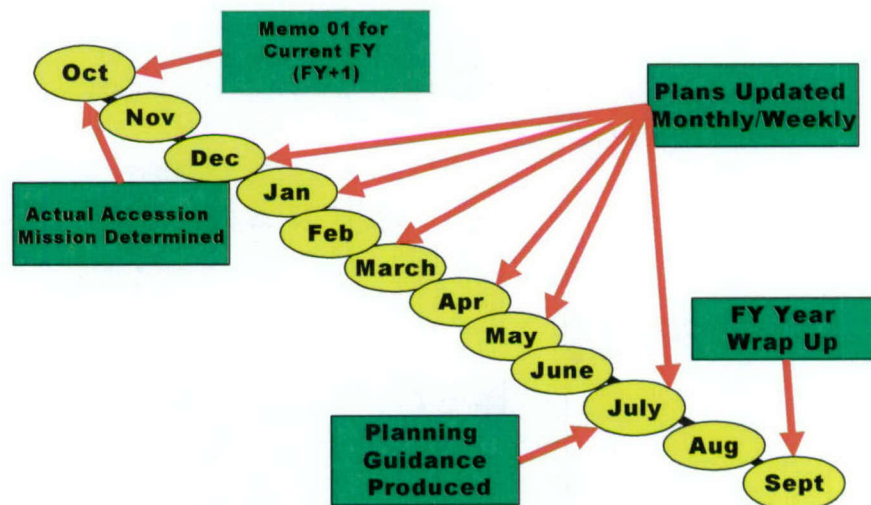 Memo 01 for
Current FY
(FY+1)
Oct
Plans Updated
Monthly/Weekly
Nov
Dec
Jan
Actual Accession
Mission Determined
Feb
March
Apr
FY Year
Wrap Up
May
June
July
Planning
Guidance
Produced
Aug
Sept